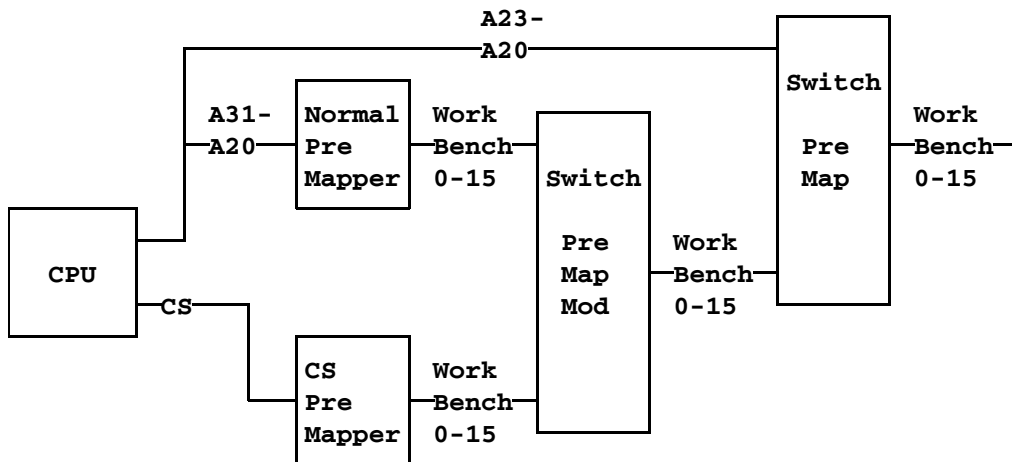 A23-
A20
Switch
Pre
Map
Work
Bench
0-15
A31-
A20
Normal
Pre
Mapper
Work
Bench
0-15
Switch
Pre
Map
Mod
Work
Bench
0-15
CPU
CS
CS
Pre
Mapper
Work
Bench
0-15